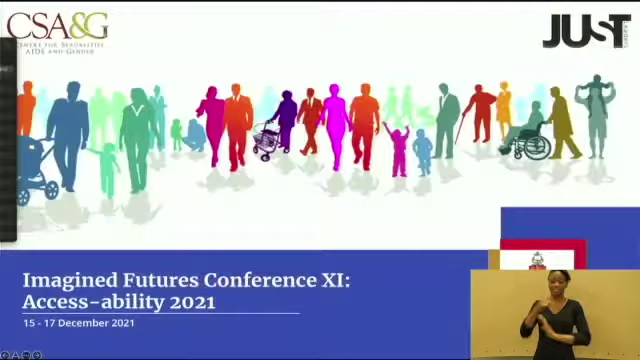 CSA&G
CENTRE FOR SEXUALITIES
AIDS AND GENDER
JUST
Imagined Futures Conference XI:
Access-ability 2021
15 - 17 December 2021